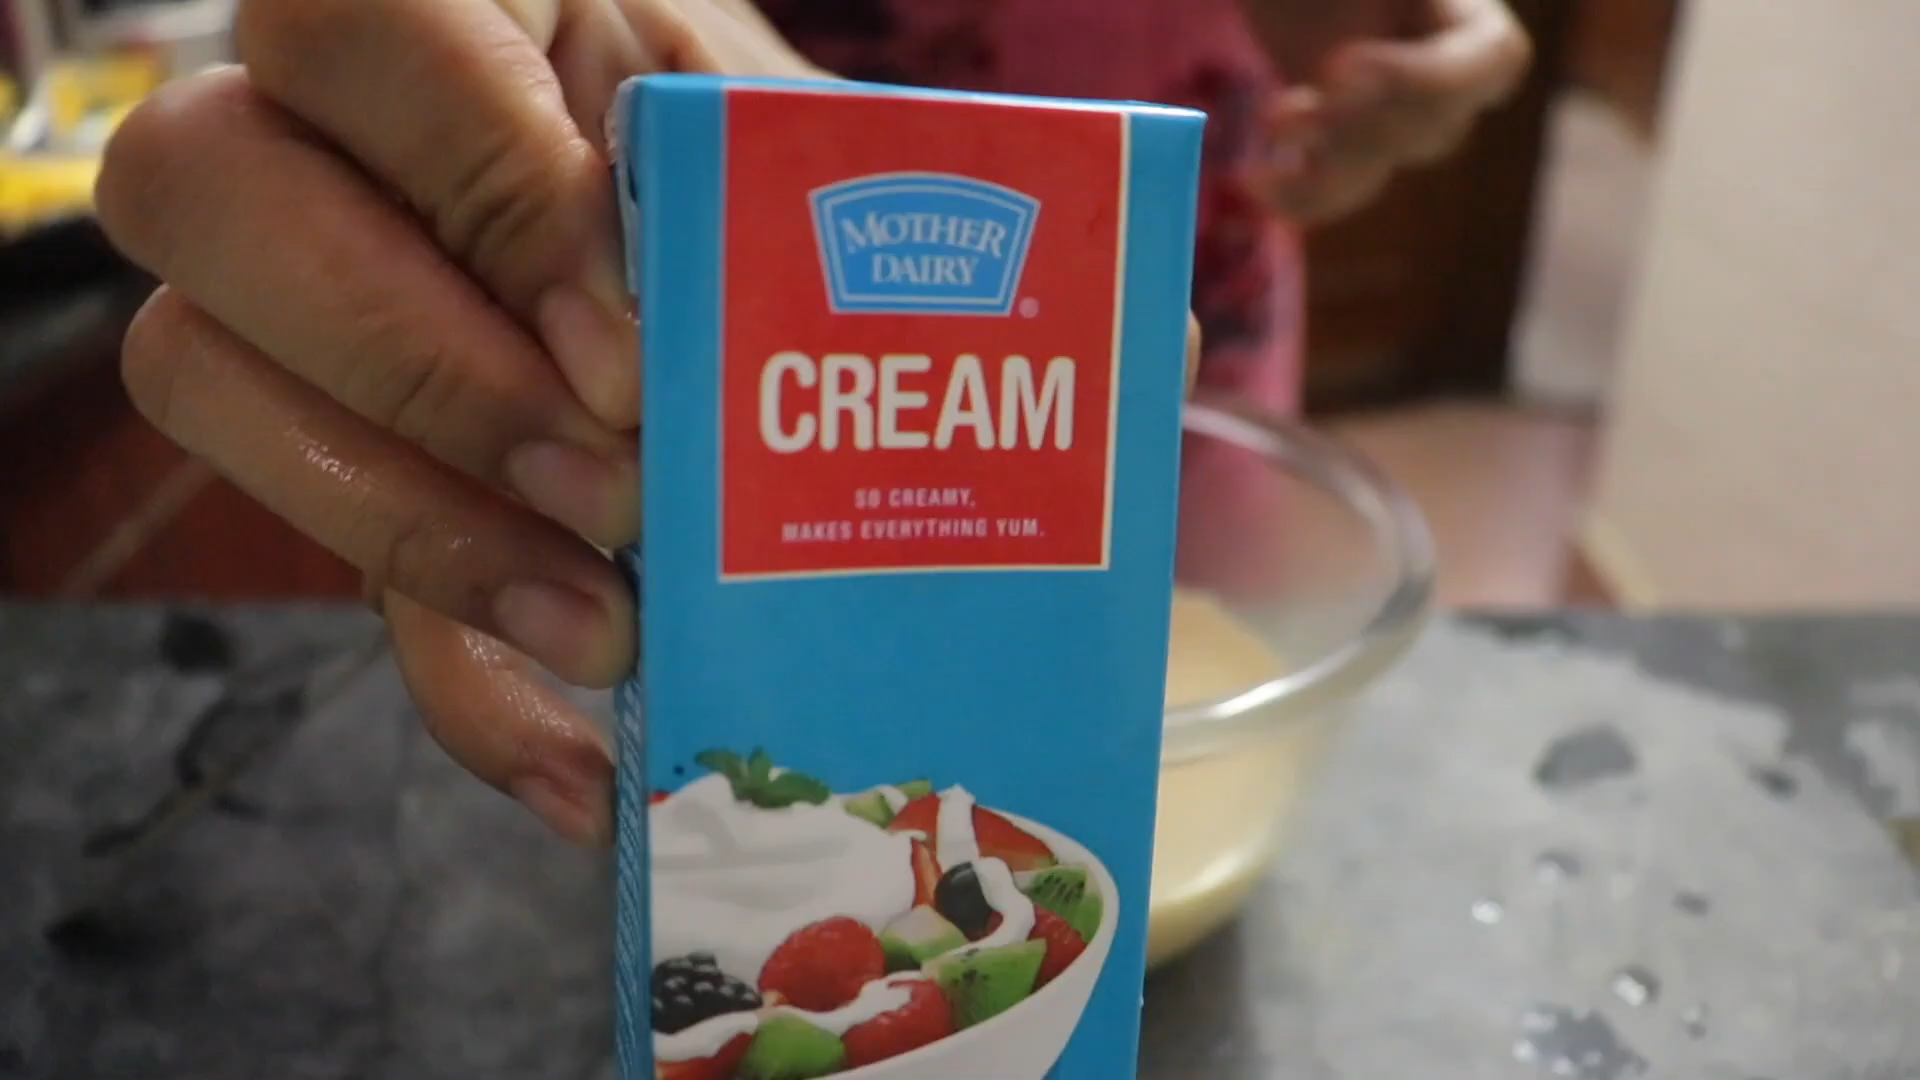 MOTHER
DAIRY
®
CREAM
SO CREAMY,
MAKES EVERYTHING YUM.